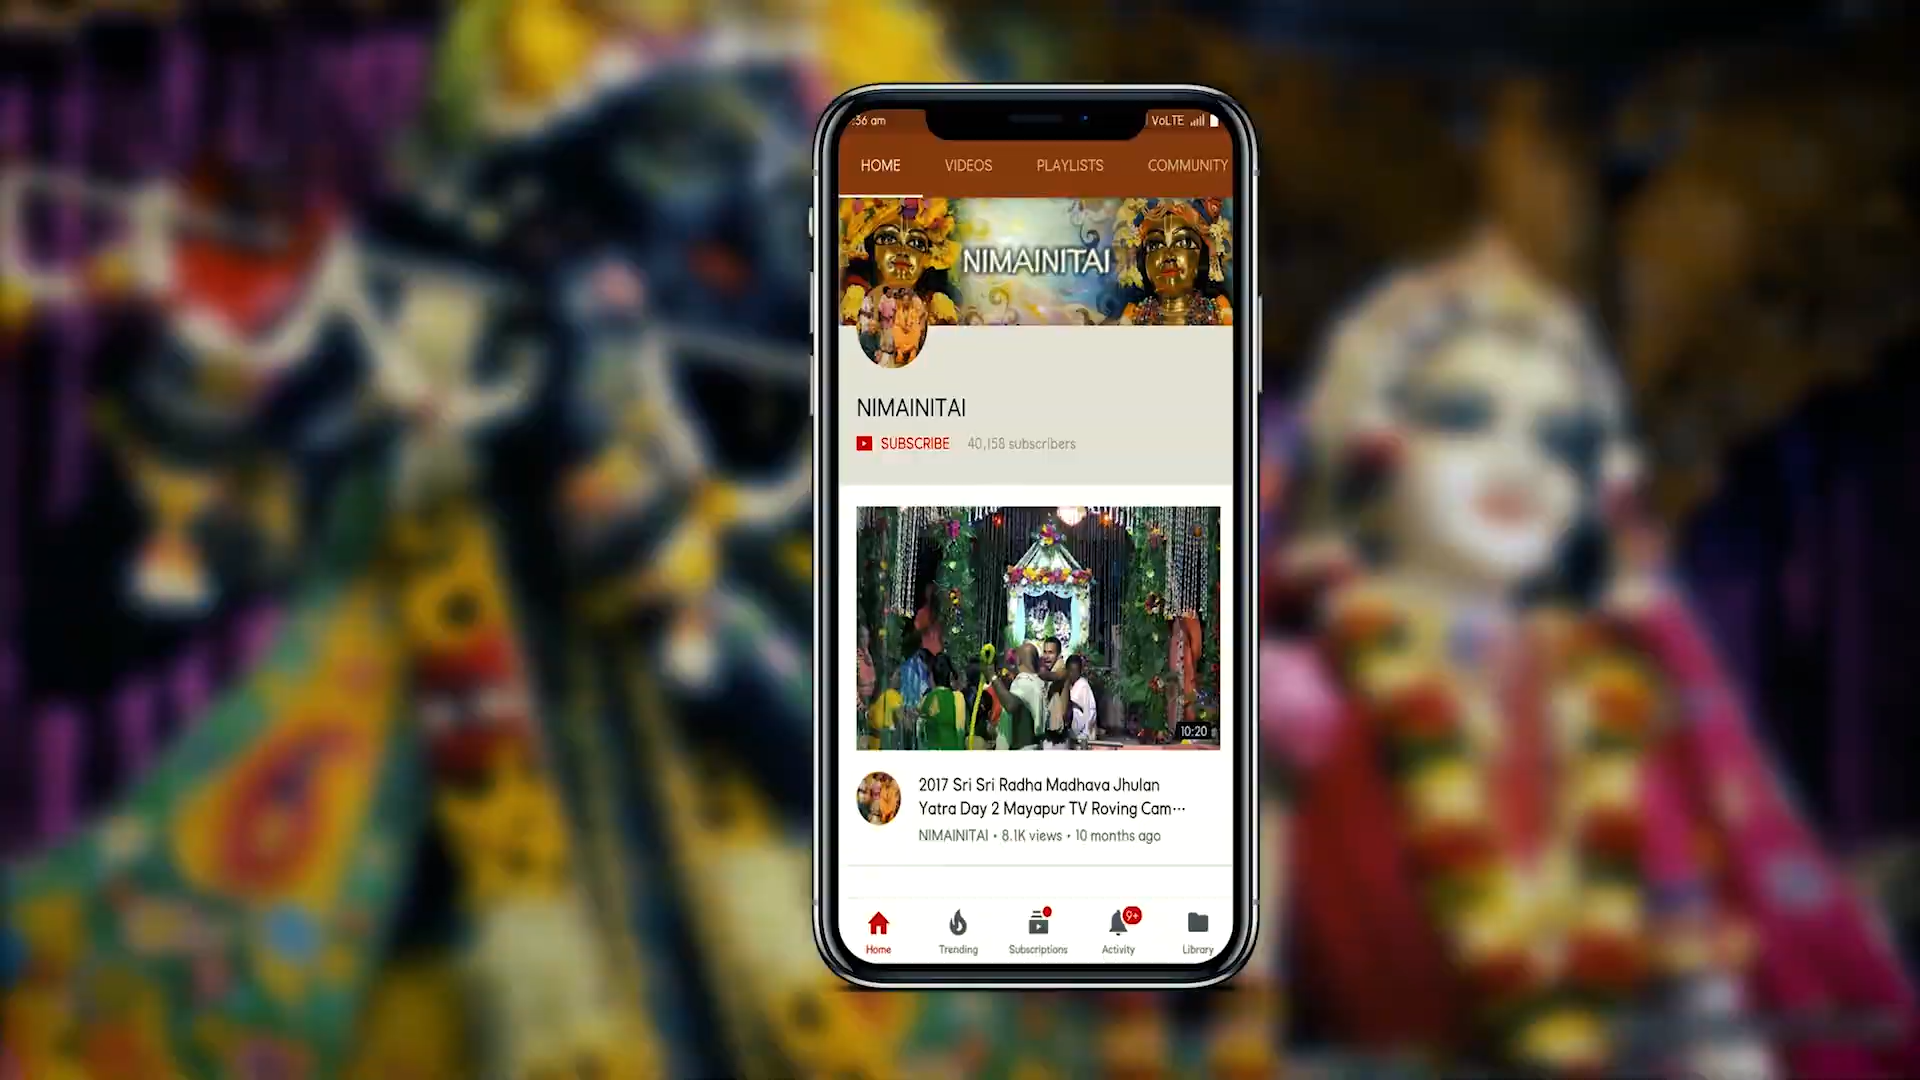 :36 am VoLTE
HOME VIDEOS PLAYLISTS COMMUNITY
NIMAINITAI
NIMAINITAI
SUBSCRIBE 40,158 subscribers
10:20
2017 Sri Sri Radha Madhava Jhulan
Yatra Day 2 Mayapur TV Roving Cam...
NIMAINITAI • 8.1K views • 10 months ago
9+
Home Trending Subscriptions Activity Library